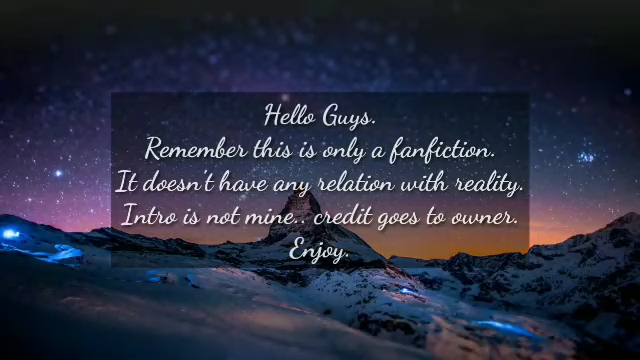 Hello Guys.
Remember this is only a fanfiction.
It doesn't have any relation with reality.
Intro is not mine.. credit goes to owner.
Enjoy.